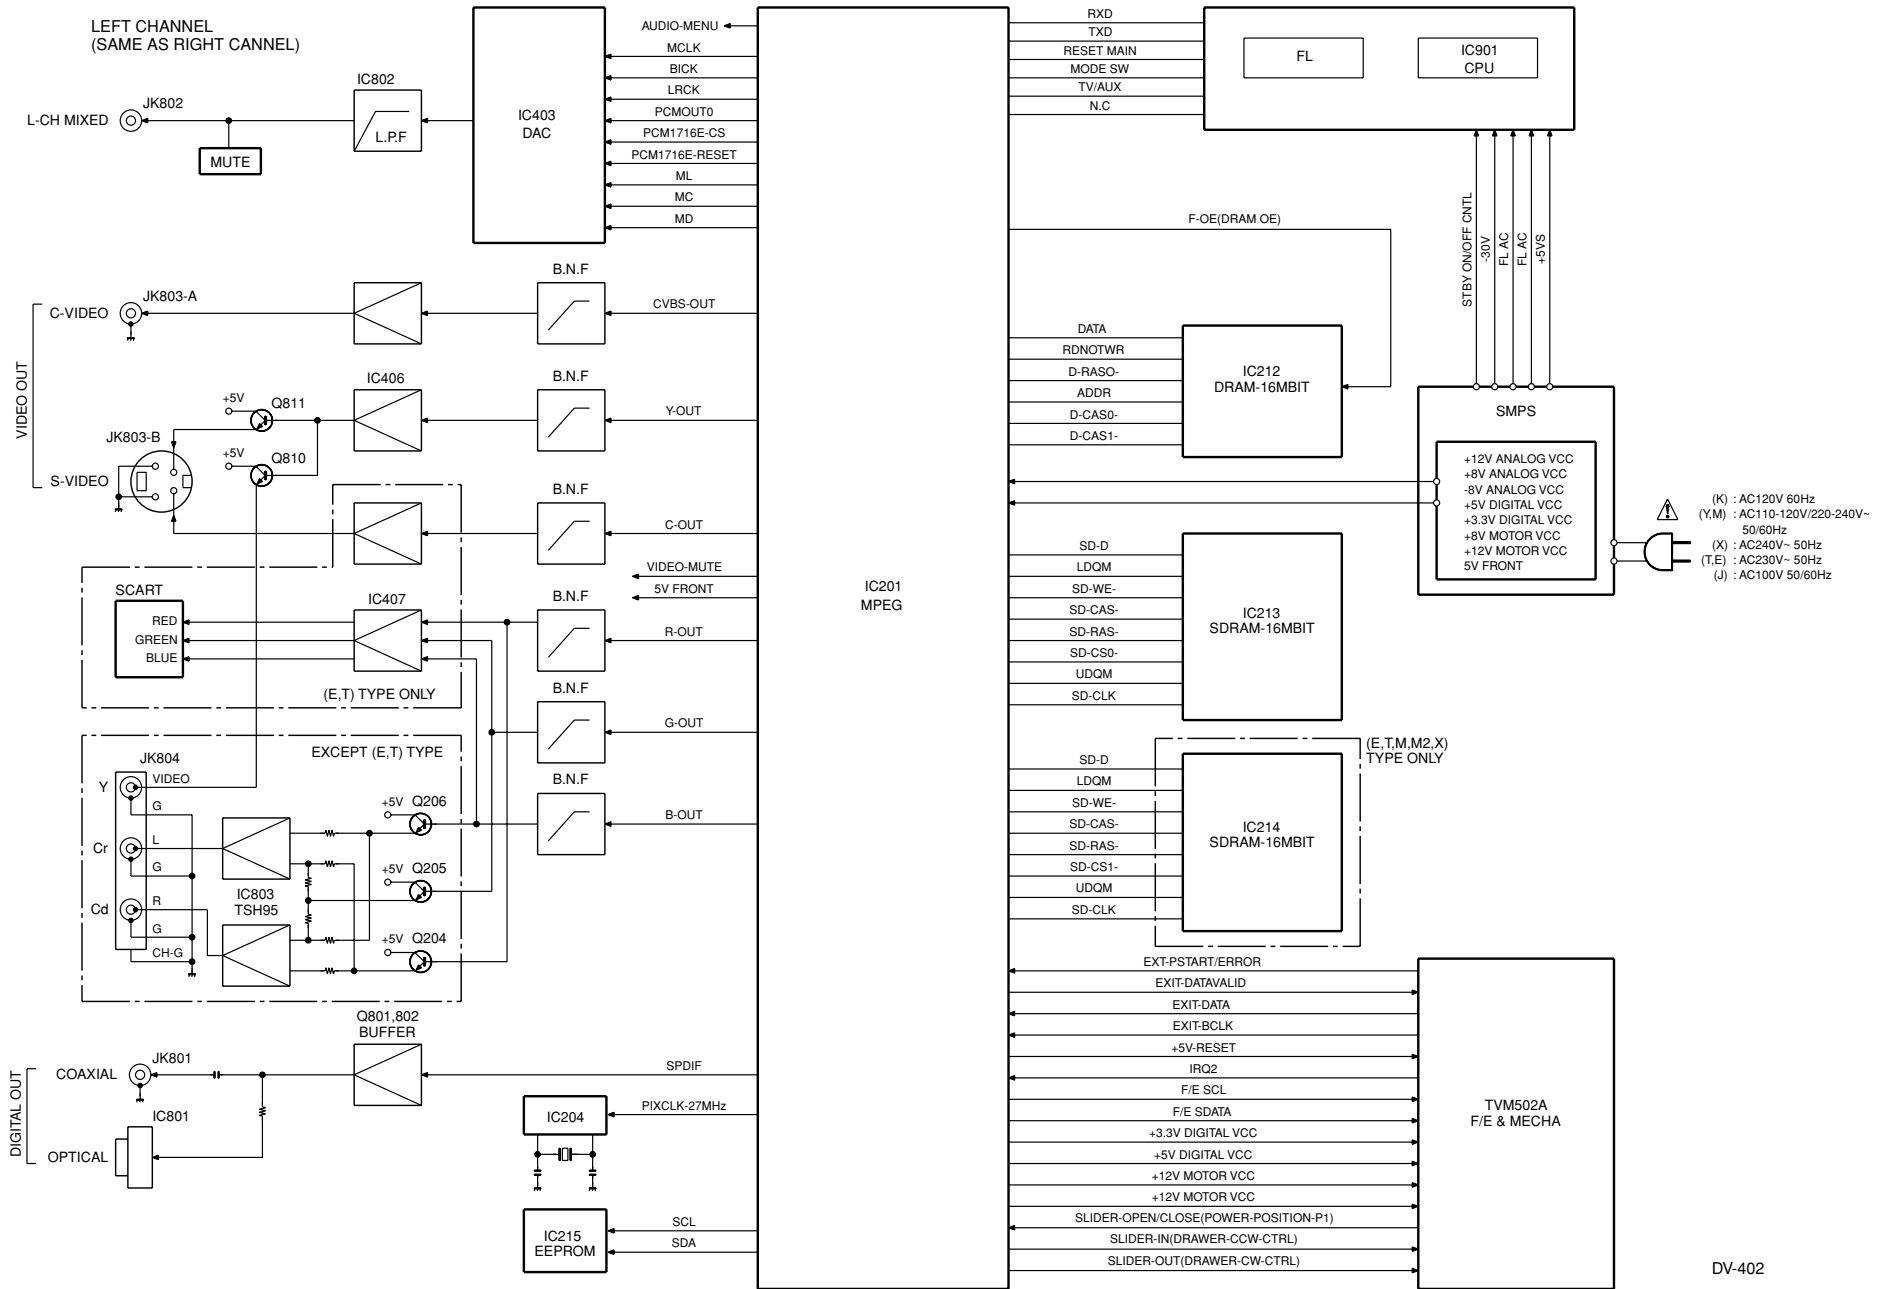 LEFT CHANNEL
(SAME AS RIGHT CANNEL)
L-CH MIXED
JK802
MUTE
IC802
L.P.F
IC403
DAC
AUDIO-MENU
MCLK
BICK
LRCK
PCMOUT0
PCM1716E-CS
PCM1716E-RESET
ML
MC
MD
VIDEO OUT
C-VIDEO
JK803-A
B.N.F
CVBS-OUT
S-VIDEO
JK803-B
+5V
Q811
+5V
Q810
IC406
B.N.F
Y-OUT
B.N.F
C-OUT
VIDEO-MUTE
5V FRONT
SCART
RED
GREEN
BLUE
IC407
(E,T) TYPE ONLY
B.N.F
R-OUT
B.N.F
G-OUT
B.N.F
B-OUT
EXCEPT (E,T) TYPE
JK804
Y
VIDEO
G
Cr
L
G
Cd
R
G
CH-G
IC803
TSH95
+5V
Q206
+5V
Q205
+5V
Q204
DIGITAL OUT
COAXIAL
JK801
OPTICAL
IC801
Q801,802
BUFFER
SPDIF
IC204
PIXCLK-27MHz
IC215
EEPROM
SCL
SDA
IC201
MPEG
RXD
TXD
RESET MAIN
MODE SW
TV/AUX
N.C
FL
IC901
CPU
STBY ON/OFF CNTL
-30V
FL AC
FL AC
+5VS
F-OE(DRAM OE)
DATA
RDNOTWR
D-RASO-
ADDR
D-CAS0-
D-CAS1-
IC212
DRAM-16MBIT
SMPS
+12V ANALOG VCC
+8V ANALOG VCC
-8V ANALOG VCC
+5V DIGITAL VCC
+3.3V DIGITAL VCC
+8V MOTOR VCC
+12V MOTOR VCC
5V FRONT
(K) : AC120V 60Hz
(Y,M) : AC110-120V/220-240V~
50/60Hz
(X) : AC240V~ 50Hz
(T,E) : AC230V~ 50Hz
(J) : AC100V 50/60Hz
SD-D
LDQM
SD-WE-
SD-CAS-
SD-RAS-
SD-CS0-
UDQM
SD-CLK
IC213
SDRAM-16MBIT
(E,T,M,M2,X)
TYPE ONLY
SD-D
LDQM
SD-WE-
SD-CAS-
SD-RAS-
SD-CS1-
UDQM
SD-CLK
IC214
SDRAM-16MBIT
EXT-PSTART/ERROR
EXIT-DATAVALID
EXIT-DATA
EXIT-BCLK
+5V-RESET
IRQ2
F/E SCL
F/E SDATA
+3.3V DIGITAL VCC
+5V DIGITAL VCC
+12V MOTOR VCC
+12V MOTOR VCC
SLIDER-OPEN/CLOSE(POWER-POSITION-P1)
SLIDER-IN(DRAWER-CCW-CTRL)
SLIDER-OUT(DRAWER-CW-CTRL)
TVM502A
F/E & MECHA
DV-402